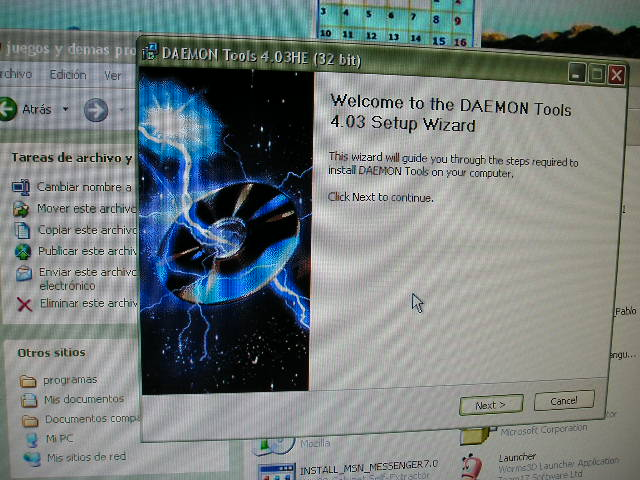 3 4 5 6 7 8 9
10 11 12 13 14 15 16
juegos y demas pro
DAEMON Tools 4.03HE (32 bit)
rchivo Edición Ver
Atrás
Welcome to the DAEMON Tools
4.03 Setup Wizard
This wizard will guide you through the steps required to
install DAEMON Tools on your computer.
Click Next to continue.
Tareas de archivo y
Cambiar nombre a
Mover este archivo
Copiar este archivo
Publicar este archivo
Enviar este archivo
electrónico
Eliminar este archiv
Pablo
angu...
Otros sitios
programas
Mis documentos
Documentos compa
Mi PC
Mis sitios de red
Next >
Cancel
Mozilla
Microsoft Corporation
INSTALL_MSN_MESSENGER7.0
Self-Extractor
Launcher
Worms3D Launcher Application
Team17 Software Ltd